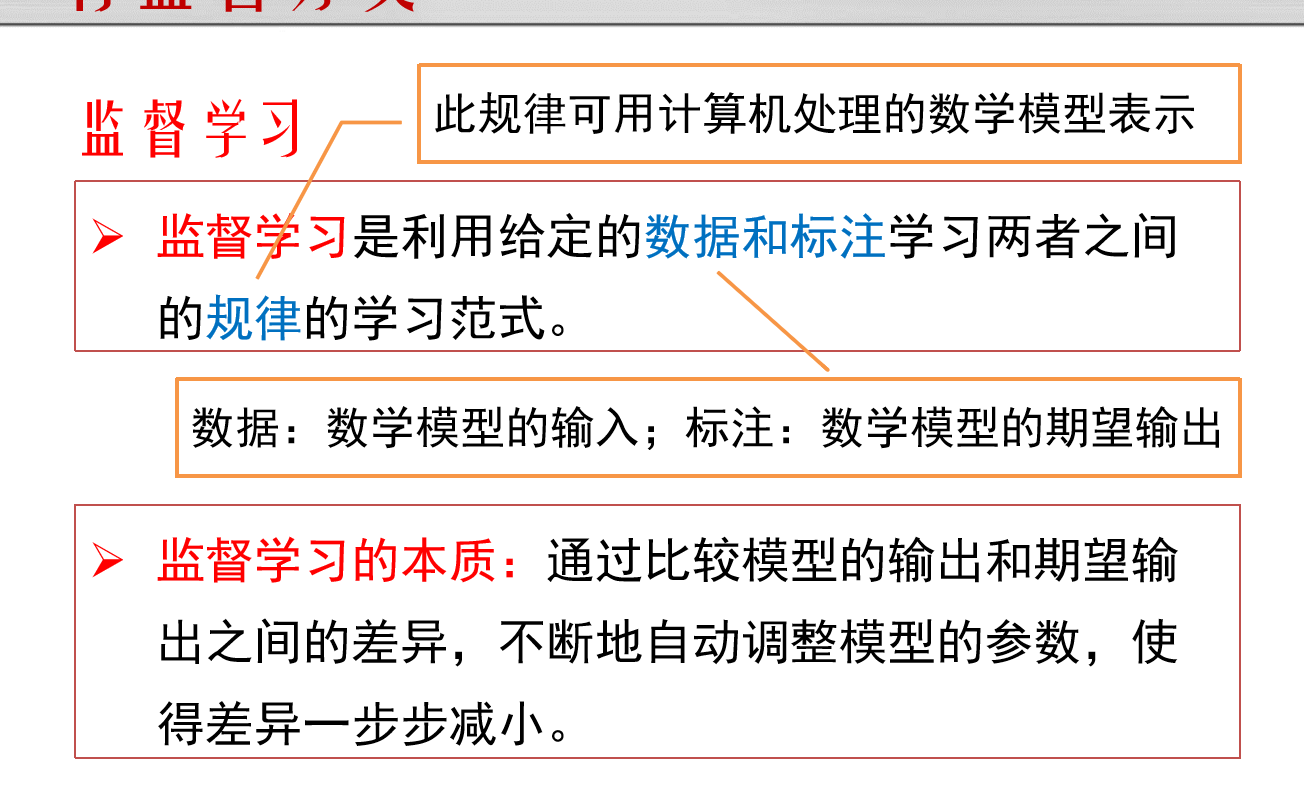 监督学习
此规律可用计算机处理的数学模型表示
监督学习是利用给定的数据和标注学习两者之间
的规律的学习范式。
数据：数学模型的输入；标注：数学模型的期望输出
监督学习的本质：通过比较模型的输出和期望输
出之间的差异，不断地自动调整模型的参数，使
得差异一步步减小。